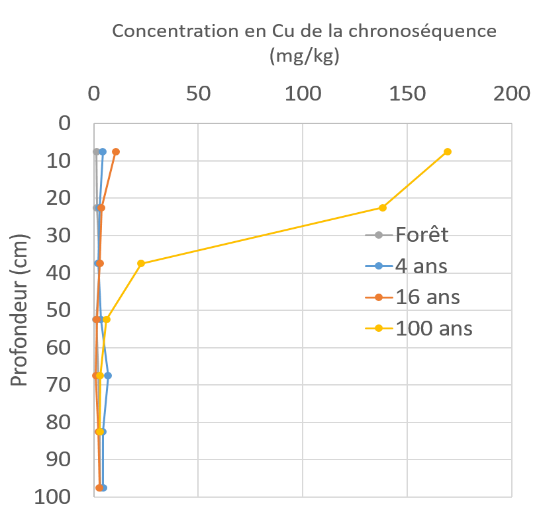 Concentration en Cu de la chronoséquence
(mg/kg)
0 50 100 150 200
0
10
20
30
40
50
60
70
80
90
100
Profondeur (cm)
Forêt
4 ans
16 ans
100 ans